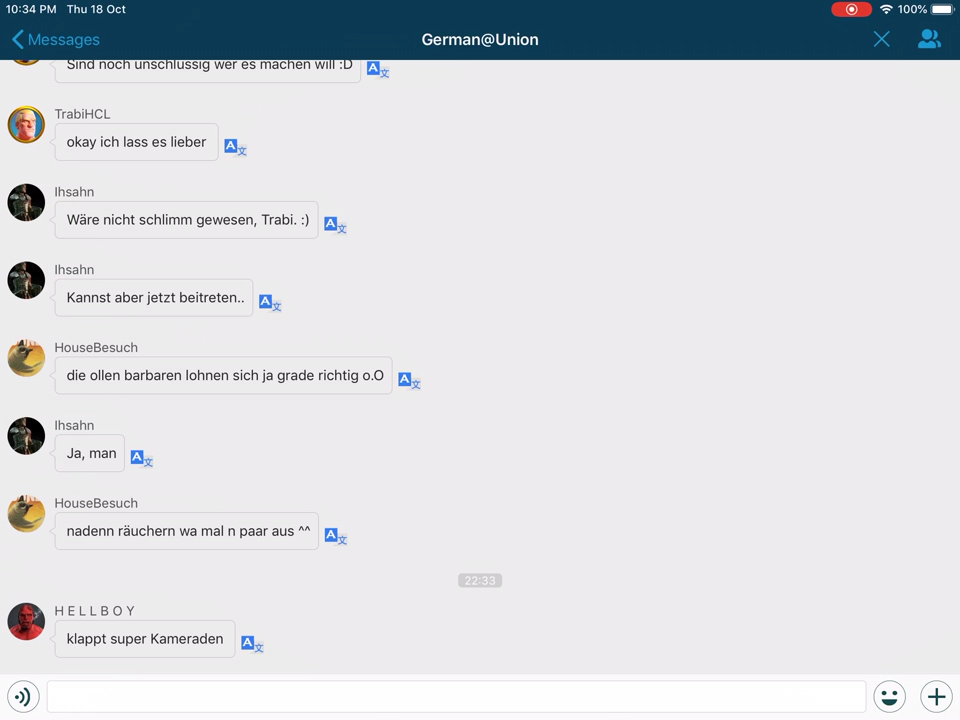 10:34 PM Thu 18 Oct 100%
Messages German@Union
Sind noch unschlüssig wer es machen will :D
TrabiHCL
okay ich lass es lieber
Ihsahn
Wäre nicht schlimm gewesen, Trabi. :)
Ihsahn
Kannst aber jetzt beitreten..
HouseBesuch
die ollen barbaren lohnen sich ja grade richtig o.O
Ihsahn
Ja, man
HouseBesuch
nadenn räuchern wa mal n paar aus ^^
22:33
H E L L B O Y
klappt super Kameraden